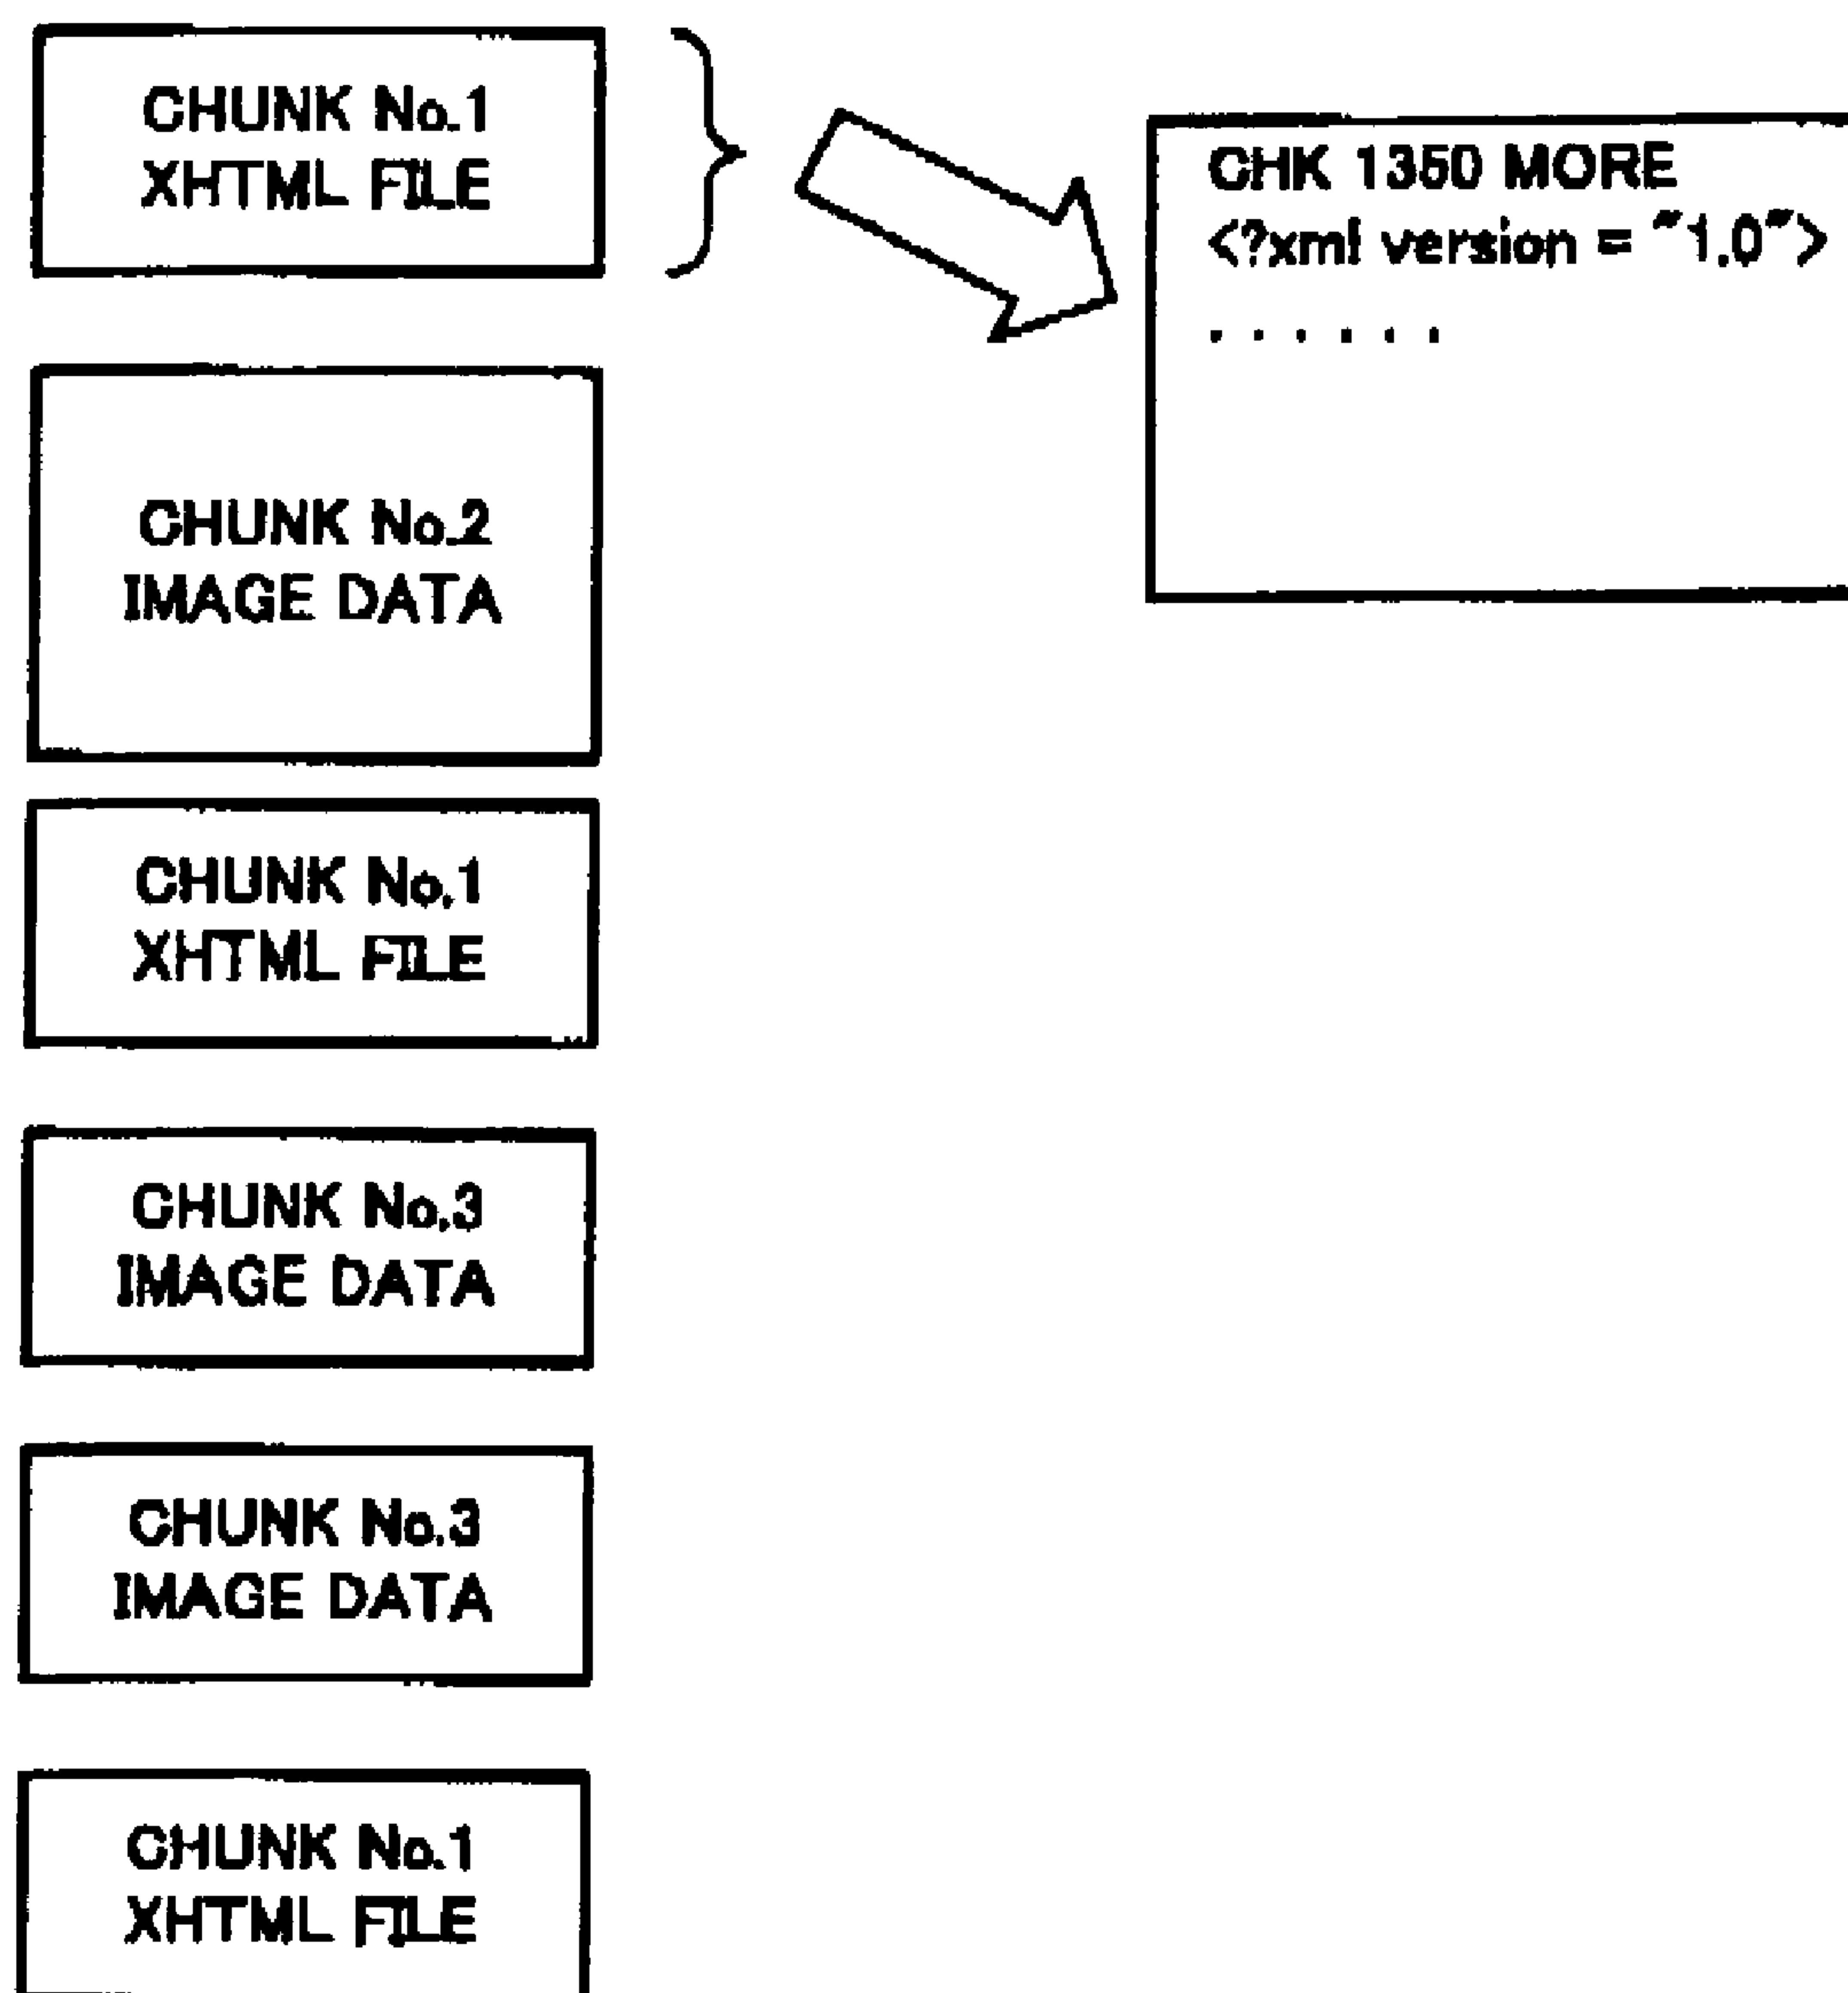 CHUNK No.1
XHTML FILE
CHK 1350 MORE
<?xml version = "1.0">
. . . . . .
CHUNK No.2
IMAGE DATA
CHUNK No.1
XHTML FILE
CHUNK No.3
IMAGE DATA
CHUNK No.3
IMAGE DATA
CHUNK No.1
XHTML FILE